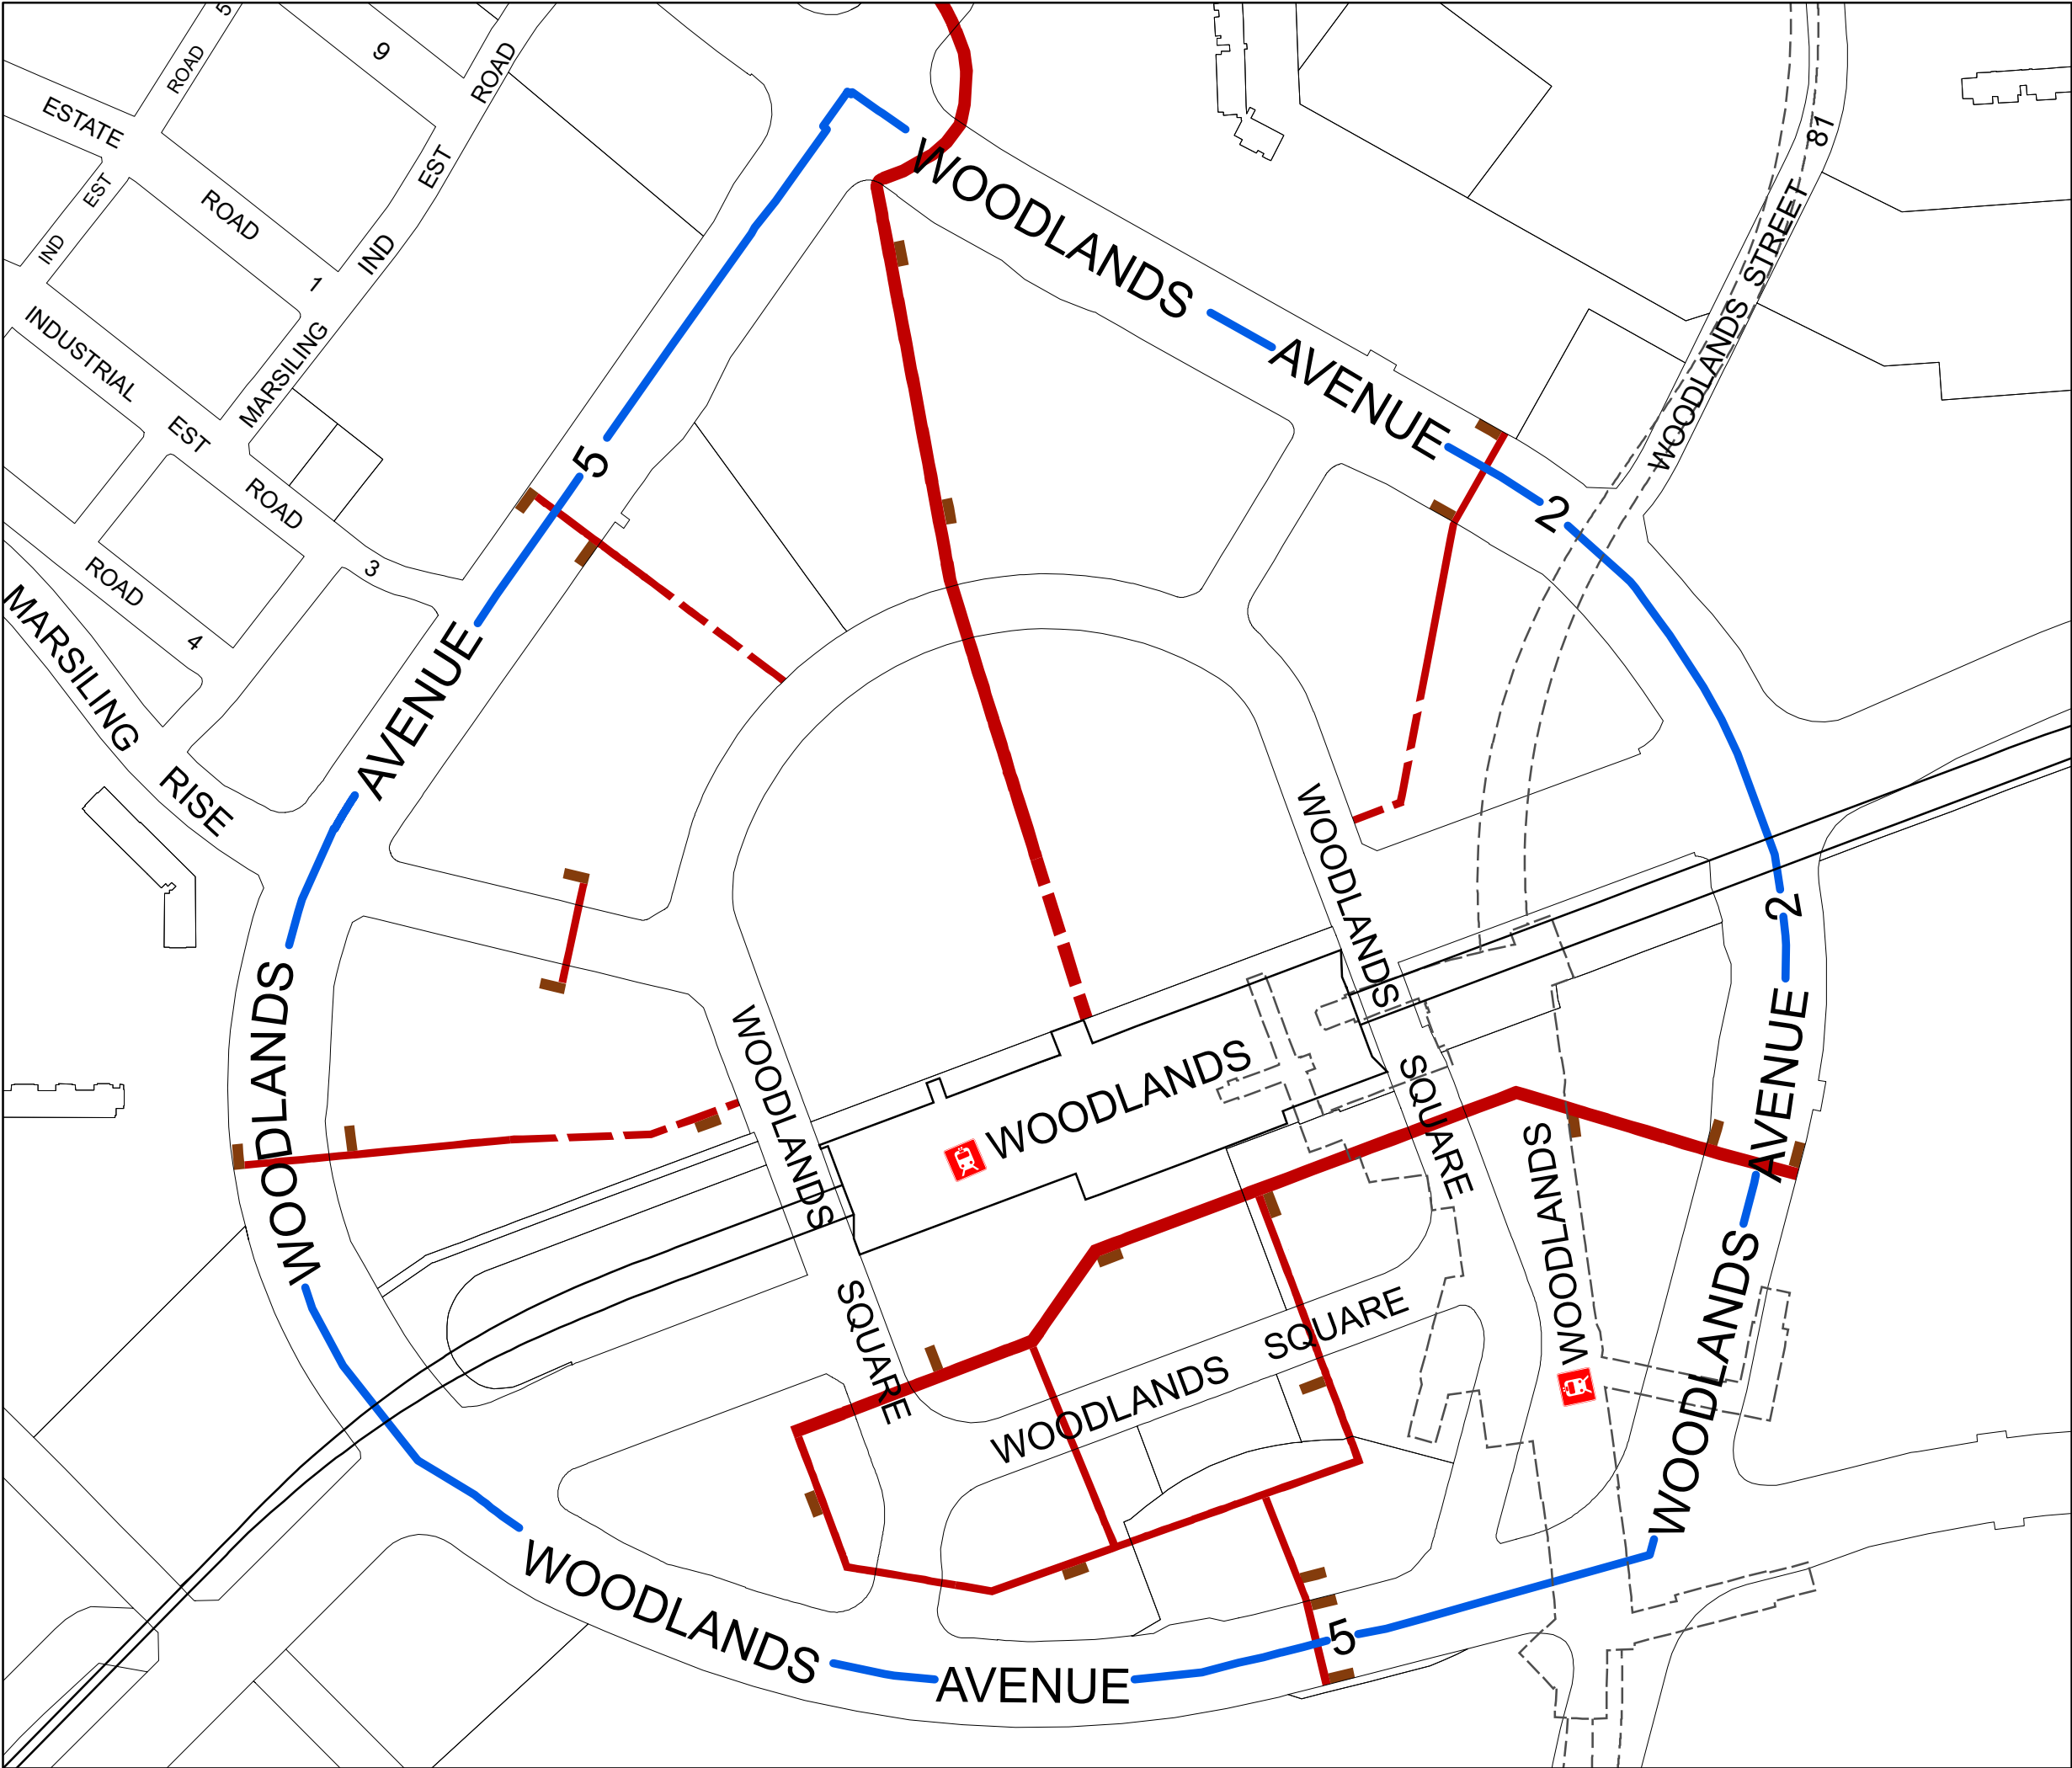 5
ROAD
9
ROAD
ESTATE
EST
EST
ROAD
IND
IND
1
INDUSTRIAL
MARSILING
EST
ROAD
3
ROAD
4
MARSILING
RISE
81
WOODLANDS STREET
WOODLANDS
AVENUE
2
5
AVENUE
WOODLANDS
WOODLANDS
SQUARE
WOODLANDS
SQUARE
2
AVENUE
WOODLANDS
WOODLANDS
WOODLANDS
WOODLANDS SQUARE
WOODLANDS
AVENUE
5